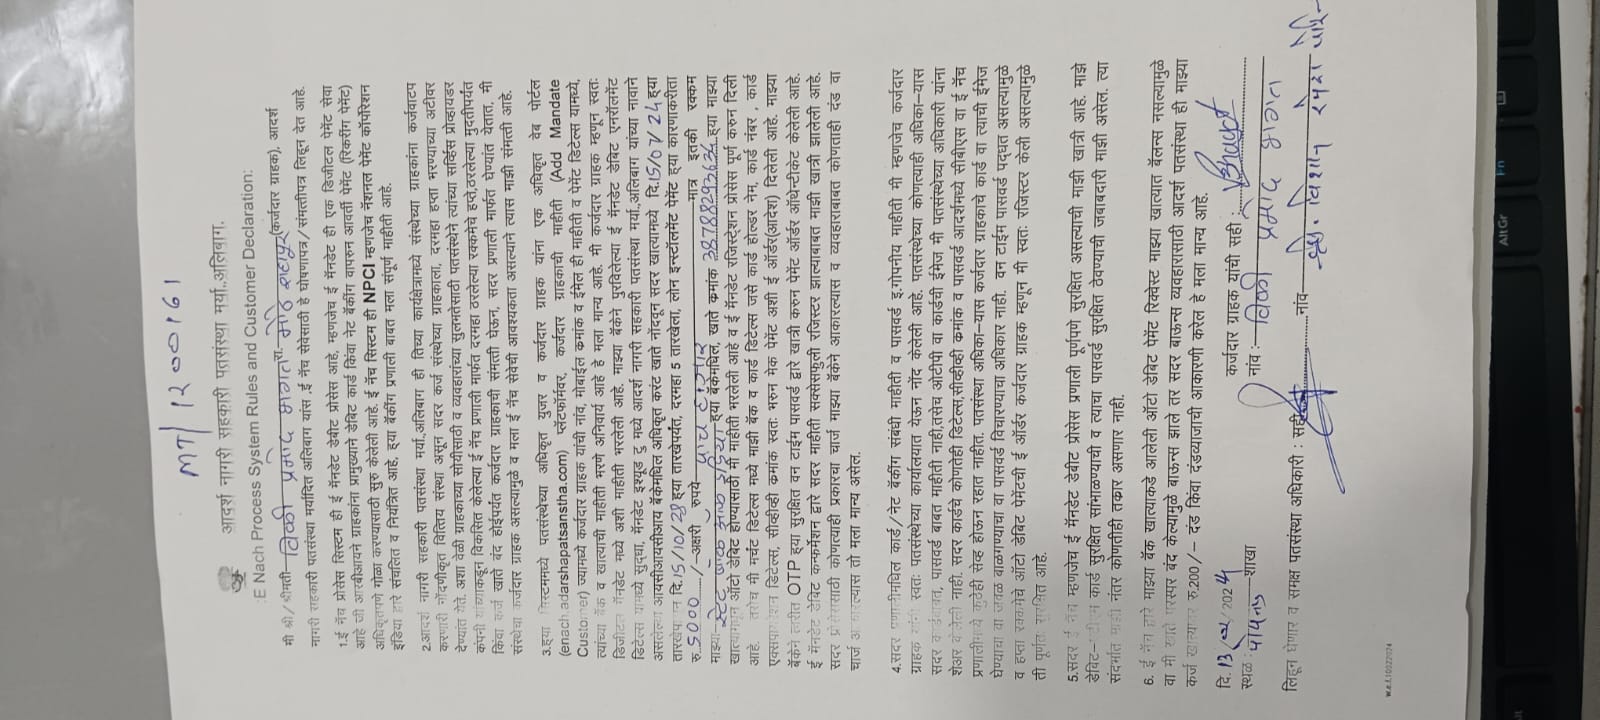 MT/1200161
आदर्श नागरी सहकारी पतसंस्था मर्या.,अलिबाग.
:E Nach Process System Rules and Customer Declaration:
मी श्री/श्रीमती विकी प्रमोद भगत रा. मोठे शहापूर (कर्जदार ग्राहक), आदर्श
नागरी सहकारी पतसंस्था मर्यादित अलिबाग यांस ,ई नॅच सेवेसाठी हे घोषणापत्र/संमतीपत्र लिहून देत आहे.
1.ई नॅच प्रोसेस सिस्टिम ही ई मॅनडेट डेबीट प्रोसेस आहे, म्हणजेच ई मॅनडेट ही एक डिजिटल पेमेंट सेवा
आहे जी आरबीआयने ग्राहकांना प्रामुख्याने डेबिट कार्ड किंवा नेट बॅकींग वापरुन आवर्ती पेमेंट (रिकरींग पेमेंट)
अधिकृतपणे गोळा करण्यासाठी सुरु केलेली आहे. ई नॅच सिस्टिम ही NPCI म्हणजेच नॅशनल पेमेंट कॉर्पोरेशन
इंडिया द्वारे संचलित व नियंत्रित आहे, ह्या बॅकींग प्रणाली बाबत मला संपूर्ण माहीती आहे.
2.आदर्श नागरी सहकारी पतसंस्था मर्या.,अलिबाग ही तिच्या कार्यक्षेत्रामध्ये संस्थेच्या ग्राहकांना कर्जवाटप
करणारी नोंदणीकृत वित्तिय संस्था असून सदर कर्ज संस्थेच्या ग्राहकाला, दरमहा हप्ता भरण्याच्या अटीवर
देण्यांत येते. अशा वेळी ग्राहकाच्या सोयीसाठी व व्यवहारांच्या सुलभतेसाठी पतसंस्थेने त्यांच्या सर्व्हिस प्रोव्हायडर
कंपनी यांच्याकडून विकसित केलेल्या ई नॅच प्रणाली मार्फत दरमहा ठरलेल्या रक्कमेचे हप्ते,ठरलेल्या मुदतीपर्यंत
किंवा कर्ज खाते बंद होईपर्यंत कर्जदार ग्राहकाची संमती घेऊन, सदर प्रणाली मार्फत घेण्यांत येतात, मी
संस्थेचा कर्जदार ग्राहक असल्यामुळे व मला ई नॅच सेवेची आवश्यकता असल्याने त्यास माझी संमती आहे.
3.ह्या सिस्टममध्ये पतसंस्थेच्या अधिकृत युजर व कर्जदार ग्राहक यांना एक अधिकृत वेब पोर्टल
(enach.adarshapatsanstha.com) प्लॅटफॉर्मवर, कर्जदार ग्राहकाची माहीती (Add Mandate
Customer) ज्यामध्ये कर्जदार ग्राहक यांची नांव, मोबाईल क्रमांक व ईमेल ही माहीती व पेमेंट डिटेल्स यामध्ये,
त्यांच्या बॅक व खात्याची माहीती भरणे अनिवार्य आहे हे मला मान्य आहे. मी कर्जदार ग्राहक म्हणून स्वतः
डिजीटल मॅनडेट मध्ये अशी माहीती भरलेली आहे. माझ्या बॅकेने पुरविलेल्या ई मॅनडेट डेबिट एनरॉलमेंट
डिटेल्स यामध्ये सुद्धा, मॅनडेट इश्यूड टु मध्ये आदर्श नागरी सहकारी पतसंस्था मर्या.,अलिबाग यांच्या नावाने
असलेल्या आयसीआयसीआय बॅकेमधिल अधिकृत करंट खाते नोंदवून सदर खात्यामध्ये दि.15/07/24 ह्या
तारखेपासून दि.15/10/28 ह्या तारखेपर्यंत, दरमहा 5 तारखेला, लोन इन्स्टॉलमेंट पेमेंट ह्या कारणाकरीता
रु.5000 /-अक्षरी रुपये पाच हजार मात्र इतकी रक्कम
माझ्या स्टेट बँक ऑफ इंडिया ह्या बॅकेमधिल, खाते क्रमांक 38788293634 ह्या माझ्या
खात्यामधून ऑटो डेबिट होण्यासाठी मी माहीती भरलेली आहे व ई मॅनडेट रजिस्ट्रेशन प्रोसेस पूर्ण करुन दिली
आहे. तसेच मी मर्चंट डिटेल्स मध्ये माझी बॅक व कार्ड डिटेल्स जसे कार्ड होल्डर नेम, कार्ड नंबर , कार्ड
एक्सपायरेशन डिटेल्स, सीव्हीव्ही क्रमांक स्वतः भरुन मेक पेमेंट अशी ई ऑर्डर(आदेश) दिलेली आहे. माझ्या
बॅकेने त्वरीत OTP ह्या सुरक्षित वन टाईम पासवर्ड द्वारे खात्री करुन पेमेंट ऑर्डर ऑथेन्टीकेट केलेली आहे.
ई मॅनडेट डेबिट कन्फर्मेशन द्वारे सदर माहीती सक्सेसफुली रजिस्टर झाल्याबाबत माझी खात्री झालेली आहे.
सदर प्रोसेससाठी कोणत्याही प्रकारचा चार्ज माझ्या बॅकेने आकारल्यास व व्यवहाराबाबत कोणताही दंड वा
चार्ज आकारल्यास तो मला मान्य असेल.
4.सदर प्रणालीमधिल कार्ड/नेट बॅकींग संबंधी माहीती व पासवर्ड इ.गोपनीय माहीती मी म्हणजेच कर्जदार
ग्राहक यांनी स्वतः पतसंस्थेच्या कार्यालयात येऊन नोंद केलेली आहे. पतसंस्थेच्या कोणत्याही अधिका-यास
सदर कार्डबाबत, पासवर्ड बाबत माहीती नाही,तसेच ओटीपी वा कार्डची ईमेज मी पतसंस्थेच्या अधिकारी यांना
शेअर केलेली नाही. सदर कार्डचे कोणतेही डिटेल्स,सीव्हीव्ही क्रमांक व पासवर्ड आदर्शमध्ये सीबीएस वा ई नॅच
प्रणालीमध्ये कुठेही सेव्ह होऊन रहात नाहीत. पतसंस्था अधिका-यास कर्जदार ग्राहकाचे कार्ड वा त्याची ईमेज
घेण्याचा वा जवळ बाळगण्याचा वा पासवर्ड विचारण्याचा अधिकार नाही. वन टाईम पासवर्ड पद्धत असल्यामुळे
व हप्ता रक्कमेचे ऑटो डेबिट पेमेंटची ई ऑर्डर कर्जदार ग्राहक म्हणून मी स्वतः रजिस्टर केली असल्यामुळे
ती पूर्णतः सुरक्षित आहे.
5.सदर ई नॅच म्हणजेच ई मॅनडेट डेबीट प्रोसेस प्रणाली पूर्णपणे सुरक्षित असल्याची माझी खात्री आहे. माझे
डेबिट-एटीएम कार्ड सुरक्षित सांभाळण्याची व त्याचा पासवर्ड सुरक्षित ठेवण्याची जबाबदारी माझी असेल. त्या
संदर्भात माझी नंतर कोणतीही तक्रार असणार नाही.
6. ई नॅच द्वारे माझ्या बॅक खात्याकडे आलेली ऑटो डेबिट पेमेंट रिक्वेस्ट माझ्या खात्यात बॅलन्स नसल्यामुळे
वा मी खाते परस्पर बंद केल्यामुळे बाऊन्स झाले तर सदर बाऊन्स व्यवहारासाठी आदर्श पतसंस्था ही माझ्या
कर्ज खात्यावर रु.200/- दंड किंवा दंडव्याजाची आकारणी करेल हे मला मान्य आहे.
दि.13/ /2024 कर्जदार ग्राहक यांची सही : Bhagat
स्थळ : पोयनाड शाखा नांव :- विकी प्रमोद भगत
लिहून घेणार व समक्ष पतसंस्था अधिकारी : सही नांव- श्री. विशाल रमेश
w.e.f.10022024
Alt Gr
Fn